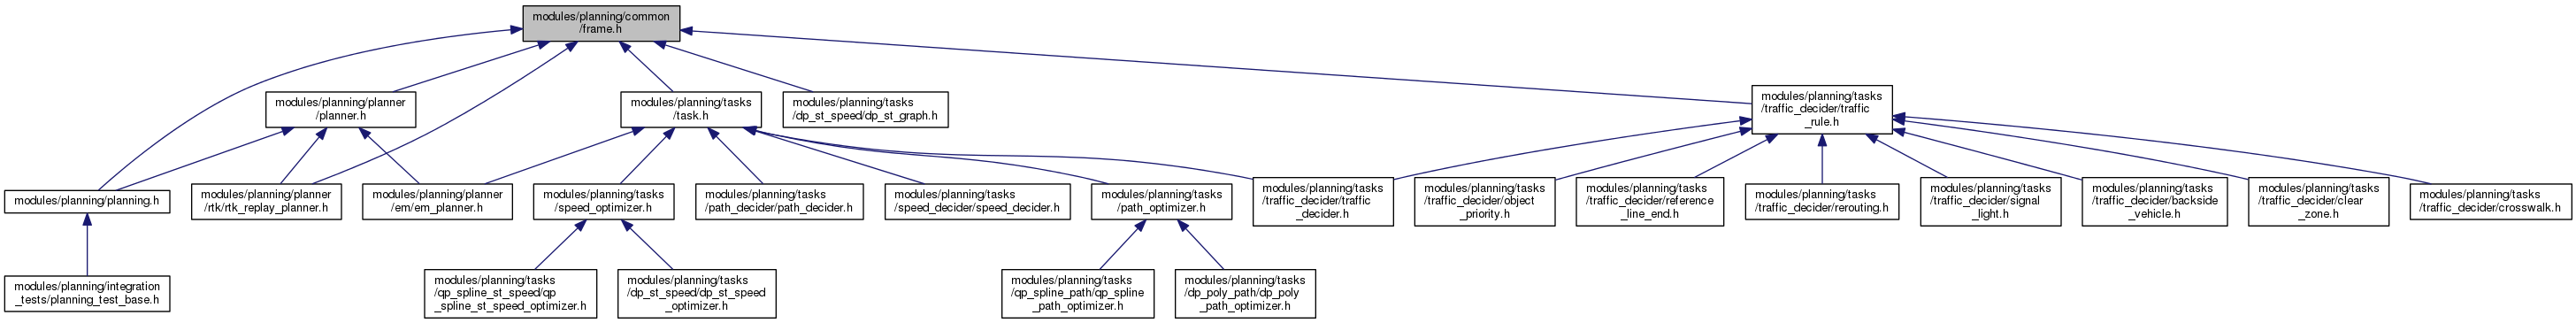 modules/planning/common
/frame.h
modules/planning/planner
/planner.h
modules/planning/tasks
/task.h
modules/planning/tasks
/dp_st_speed/dp_st_graph.h
modules/planning/tasks
/traffic_decider/traffic
_rule.h
modules/planning/planning.h
modules/planning/planner
/rtk/rtk_replay_planner.h
modules/planning/planner
/em/em_planner.h
modules/planning/tasks
/speed_optimizer.h
modules/planning/tasks
/path_decider/path_decider.h
modules/planning/tasks
/speed_decider/speed_decider.h
modules/planning/tasks
/path_optimizer.h
modules/planning/tasks
/traffic_decider/traffic
_decider.h
modules/planning/tasks
/traffic_decider/object
_priority.h
modules/planning/tasks
/traffic_decider/reference
_line_end.h
modules/planning/tasks
/traffic_decider/rerouting.h
modules/planning/tasks
/traffic_decider/signal
_light.h
modules/planning/tasks
/traffic_decider/backside
_vehicle.h
modules/planning/tasks
/traffic_decider/clear
_zone.h
modules/planning/tasks
/traffic_decider/crosswalk.h
modules/planning/integration
_tests/planning_test_base.h
modules/planning/tasks
/qp_spline_st_speed/qp
_spline_st_speed_optimizer.h
modules/planning/tasks
/dp_st_speed/dp_st_speed
_optimizer.h
modules/planning/tasks
/qp_spline_path/qp_spline
_path_optimizer.h
modules/planning/tasks
/dp_poly_path/dp_poly
_path_optimizer.h